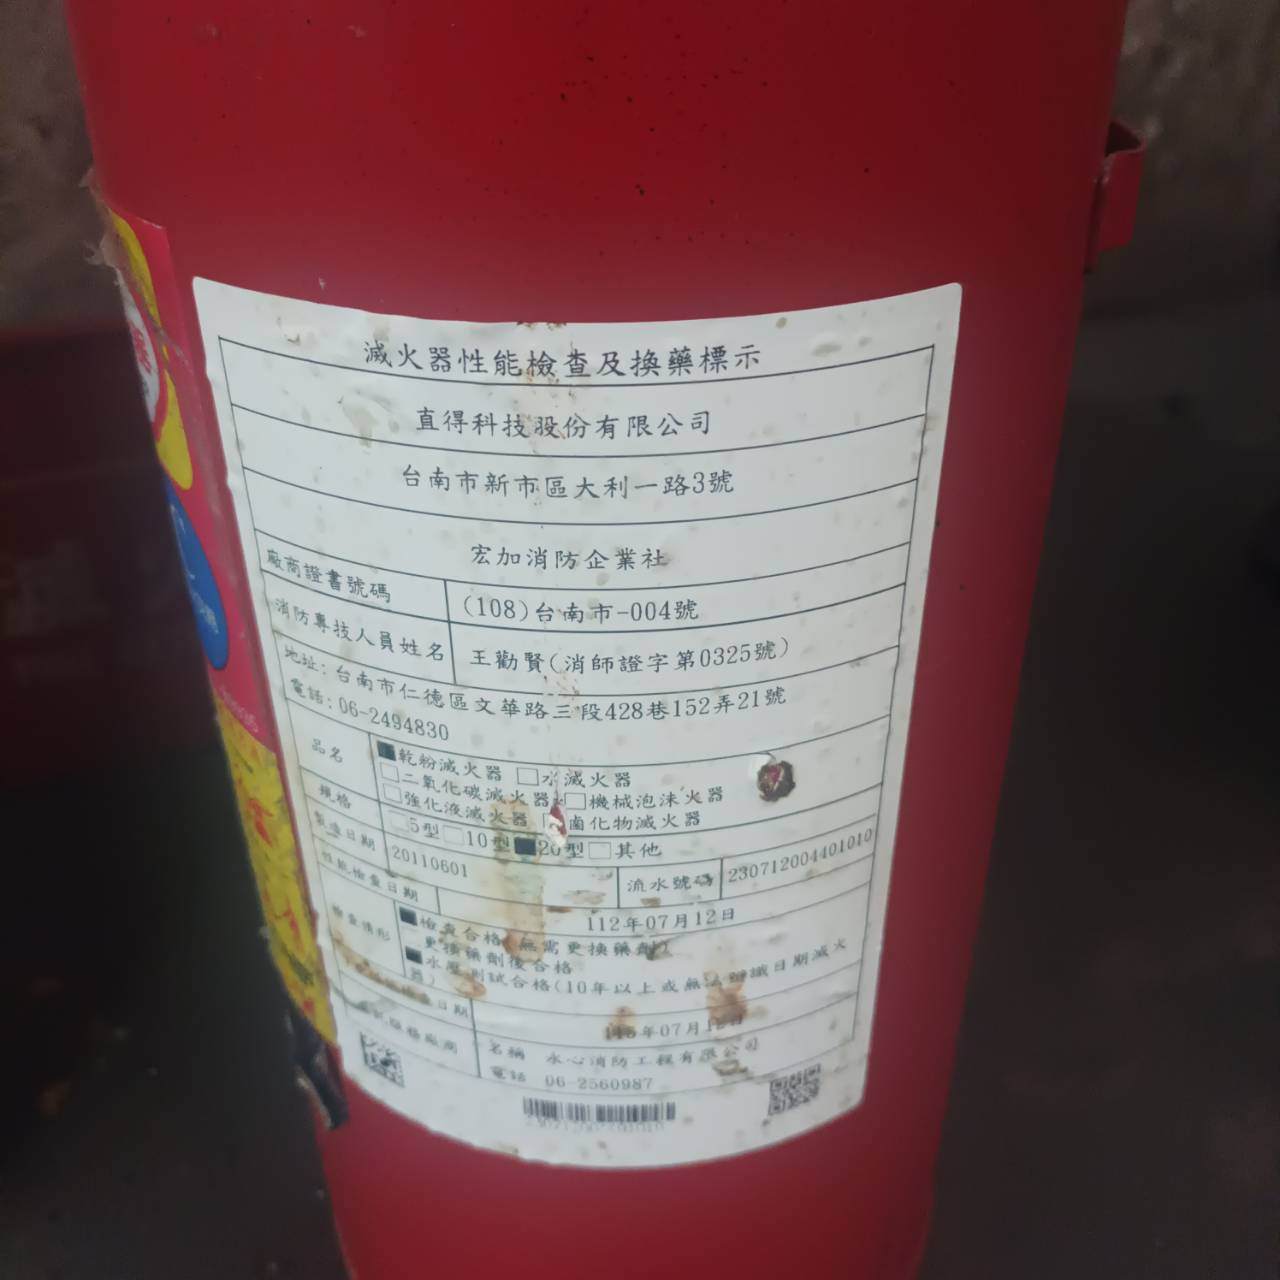 滅火器性能檢查及換藥標示
直得科技股份有限公司
台南市新市區大利一路3號
宏加消防企業社
廠商證書號碼 (108)台南市-004號
消防專技人員姓名 王勸賢(消師證字第0325號)
地址: 台南市仁德區文華路三段428巷152弄21號
電話: 06-2494830
品名 ■乾粉滅火器 □水滅火器
□二氧化碳滅火器 □機械泡沫火器
□強化液滅火器 □鹵化物滅火器
規格 □5型□10型■20型□其他
製造日期 20110601 流水號碼 230712004401010
性能檢查日期 112年07月12日
檢查情形 ■檢查合格(無需更換藥劑)
更換藥劑後合格
■水壓測試合格(10年以上或無法辨識日期滅火
器)
檢查日期 年07月1
廠商 名稱 永心消防工程有限公司
電話 06-2560987